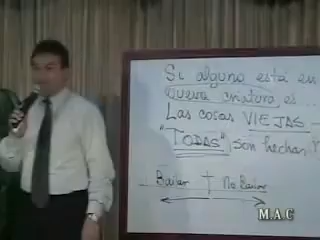 Si alguno está en
nueva criatura es...
Las cosas VIEJAS -
"TODAS" son hechas
Bailar No Bailar
M.A.C